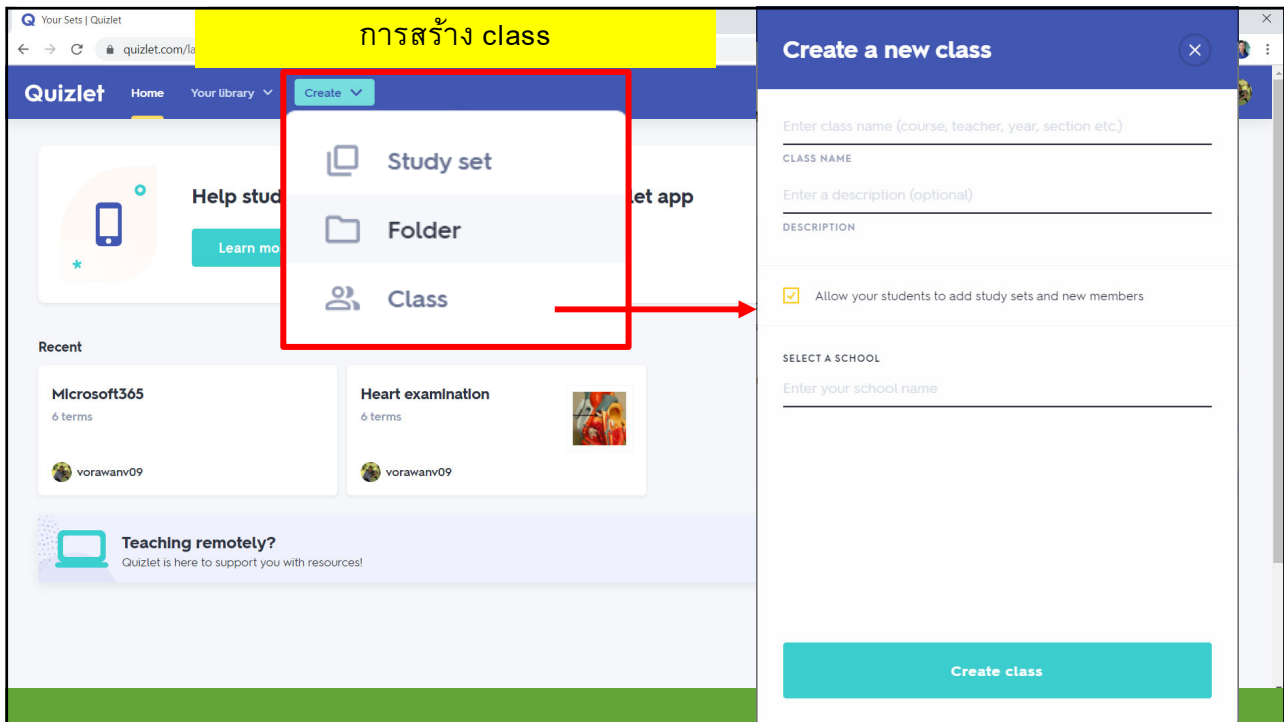 Your Sets | Quizlet
quizlet.com/la
การสร้าง class
Quizlet
Home
Your library
Create
Study set
Folder
Class
Help stud
let app
Learn mo
Recent
Microsoft365
6 terms
vorawanv09
Heart examination
6 terms
vorawanv09
Teaching remotely?
Quizlet is here to support you with resources!
Create a new class
Enter class name (course, teacher, year, section etc.)
CLASS NAME
Enter a description (optional)
DESCRIPTION
Allow your students to add study sets and new members
SELECT A SCHOOL
Enter your school name
Create class